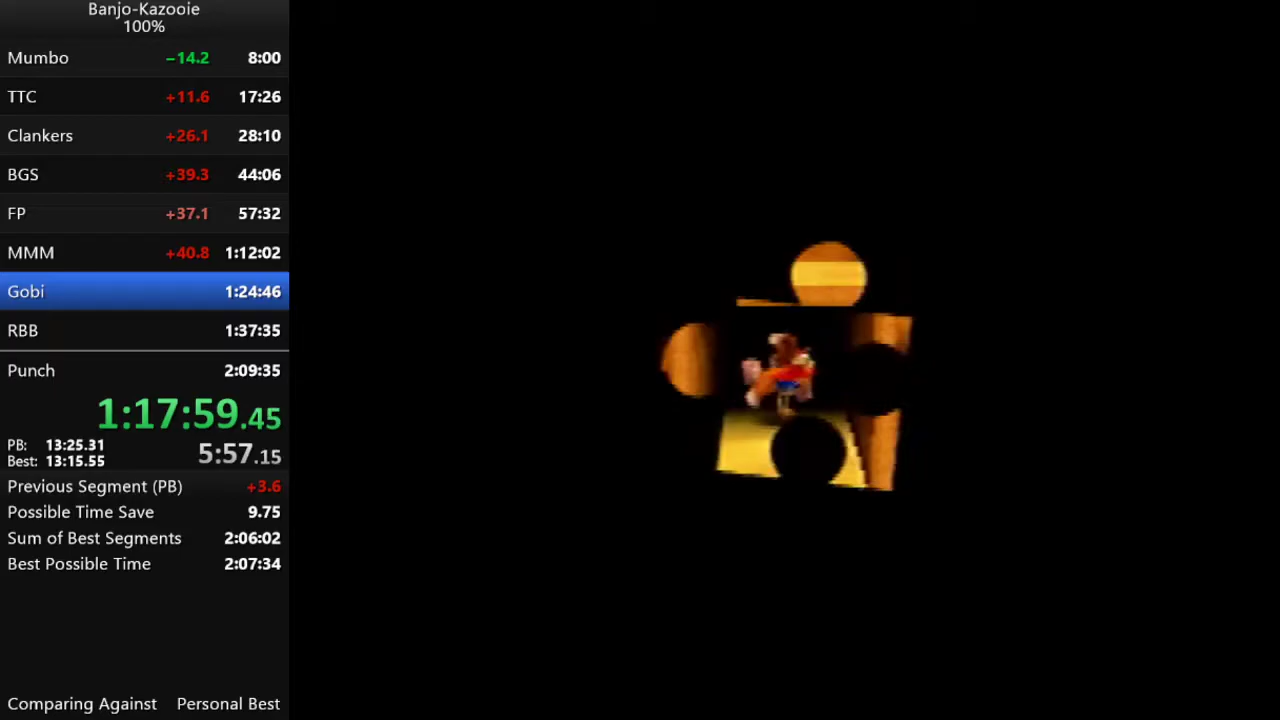 Banjo-Kazooie
100%
Mumbo −14.2 8:00
TTC +11.6 17:26
Clankers +26.1 28:10
BGS +39.3 44:06
FP +37.1 57:32
MMM +40.8 1:12:02
Gobi 1:24:46
RBB 1:37:35
Punch 2:09:35
1:17:59.45
PB: 13:25.31
Best: 13:15.55
5:57.15
Previous Segment (PB) +3.6
Possible Time Save 9.75
Sum of Best Segments 2:06:02
Best Possible Time 2:07:34
Comparing Against Personal Best